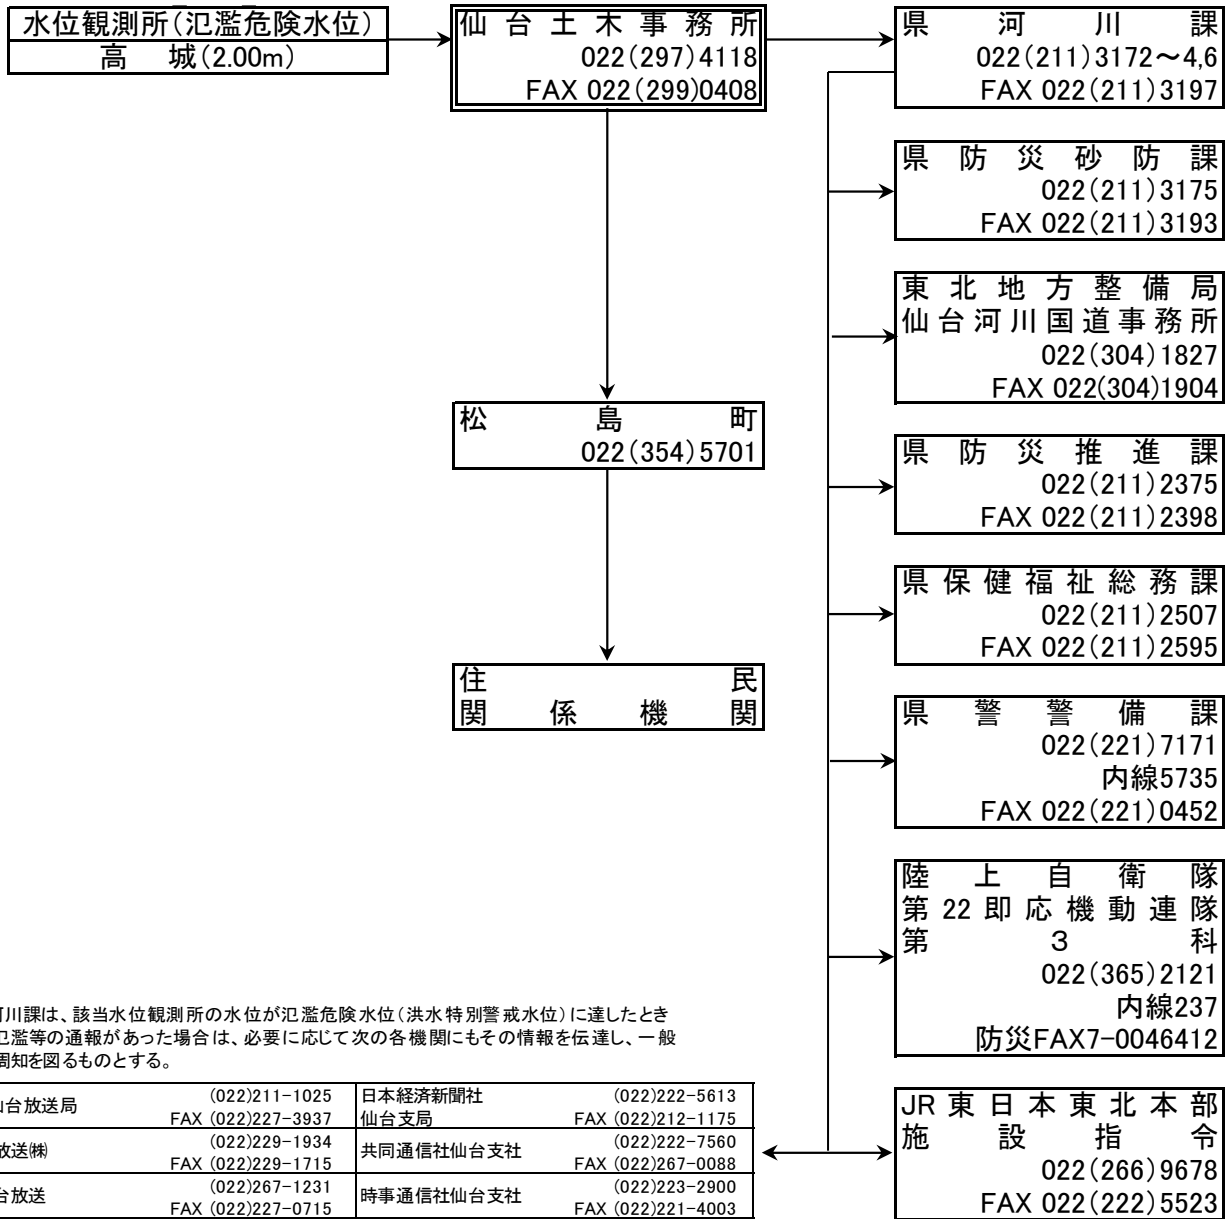 水位観測所(氾濫危険水位)
高 城(2.00m)
仙台土木事務所
022(297)4118
FAX 022(299)0408
県河川課
022(211)3172～4,6
FAX 022(211)3197
県防災砂防課
022(211)3175
FAX 022(211)3193
東北地方整備局
仙台河川国道事務所
022(304)1827
FAX 022(304)1904
松島町
022(354)5701
県防災推進課
022(211)2375
FAX 022(211)2398
県保健福祉総務課
022(211)2507
FAX 022(211)2595
住民
関係機関
県警警備課
022(221)7171
内線5735
FAX 022(221)0452
陸上自衛隊
第22即応機動連隊
第3科
022(365)2121
内線237
防災FAX7-0046412
河川課は、該当水位観測所の水位が氾濫危険水位(洪水特別警戒水位)に達したとき
氾濫等の通報があった場合は、必要に応じて次の各機関にもその情報を伝達し、一般
周知を図るものとする。
台放送局 (022)211-1025 FAX (022)227-3937
日本経済新聞社 仙台支局 (022)222-5613 FAX (022)212-1175
放送㈱ (022)229-1934 FAX (022)229-1715
共同通信社仙台支社 (022)222-7560 FAX (022)267-0088
台放送 (022)267-1231 FAX (022)227-0715
時事通信社仙台支社 (022)223-2900 FAX (022)221-4003
JR東日本東北本部
施設指令
022(266)9678
FAX 022(222)5523